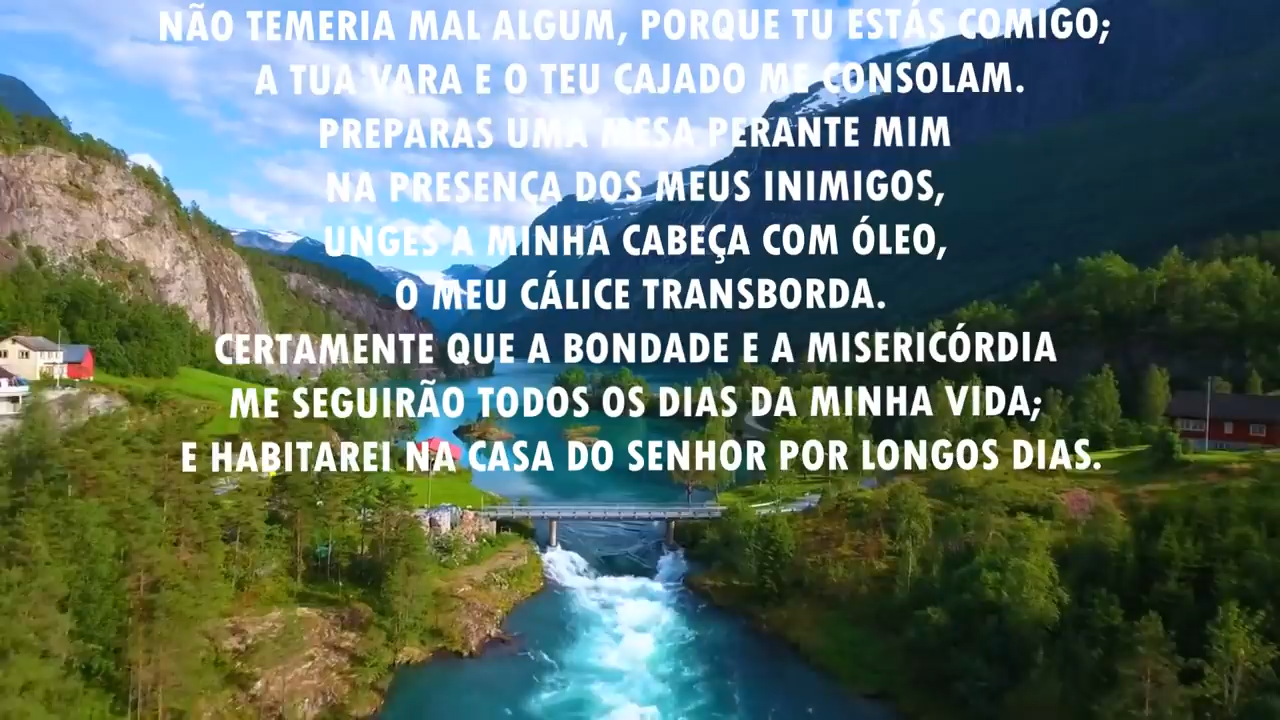 NÃO TEMERIA MAL ALGUM, PORQUE TU ESTÁS COMIGO;
A TUA VARA E O TEU CAJADO ME CONSOLAM.
PREPARAS UMA MESA PERANTE MIM
NA PRESENÇA DOS MEUS INIMIGOS,
UNGES A MINHA CABEÇA COM ÓLEO,
O MEU CÁLICE TRANSBORDA.
CERTAMENTE QUE A BONDADE E A MISERICÓRDIA
ME SEGUIRÃO TODOS OS DIAS DA MINHA VIDA;
E HABITAREI NA CASA DO SENHOR POR LONGOS DIAS.